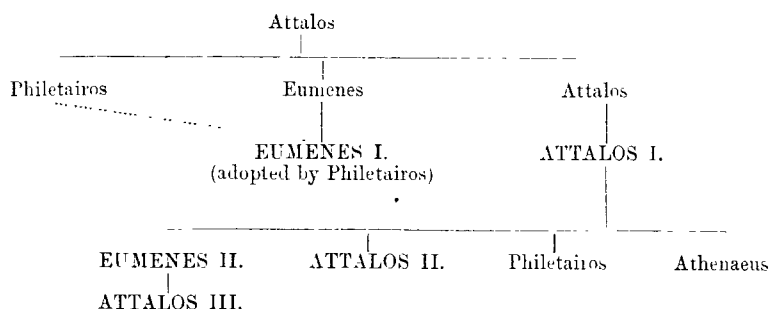 Attalos
Philetairos Eumenes Attalos
EUMENES I. ATTALOS I.
(adopted by Philetairos)
EUMENES II. ATTALOS II. Philetairos Athenaeus
ATTALOS III.